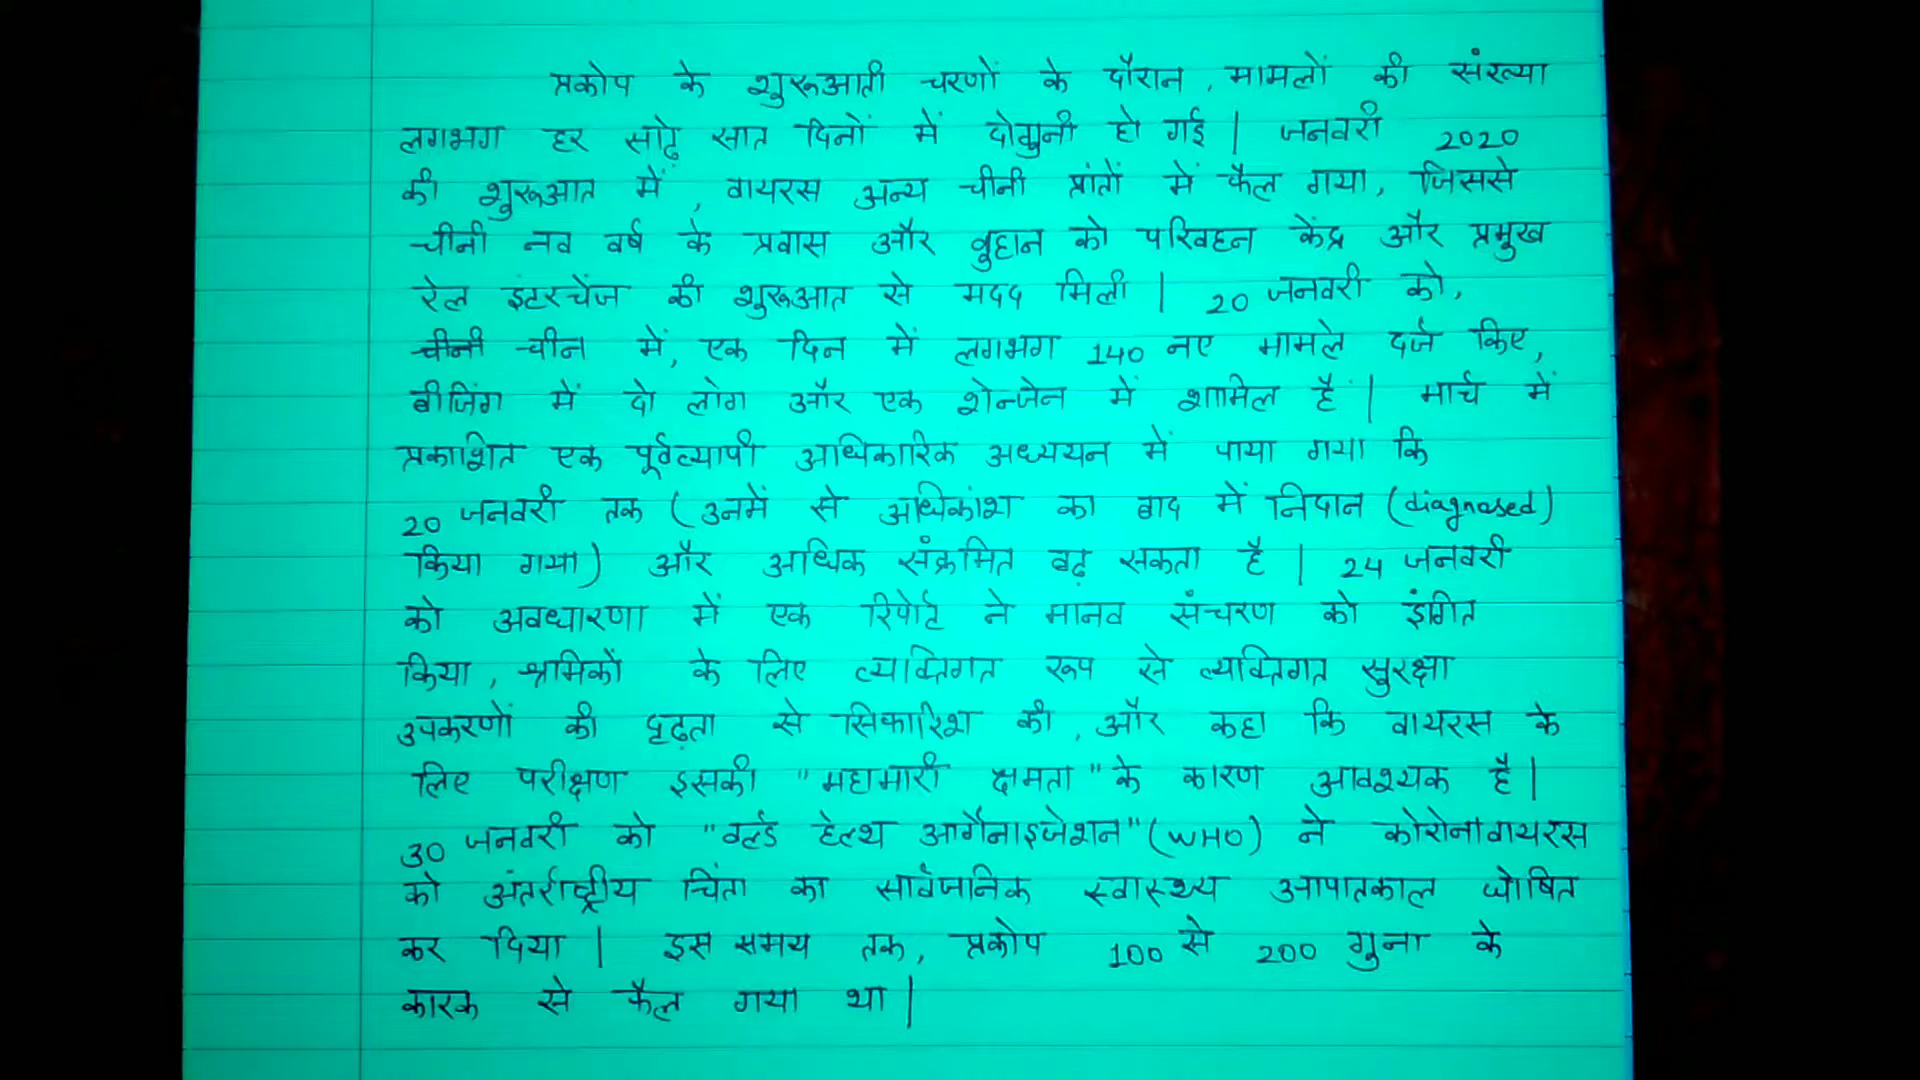 प्रकोप के शुरूआती चरणों के दौरान, मामलों की संख्या
लगभग हर साढ़े सात दिनों में दोगुनी हो गई | जनवरी 2020
की शुरूआत में, वायरस अन्य चीनी प्रांतों में फैल गया, जिससे
चीनी नव वर्ष के प्रवास और वुहान को परिवहन केंद्र और प्रमुख
रेल इंटरचेंज की शुरूआत से मदद मिली | 20 जनवरी को,
चीनी चीन में, एक दिन में लगभग 140 नए मामले दर्ज किए,
बीजिंग में दो लोग और एक शेन्जेन में शामिल हैं | मार्च में
प्रकाशित एक पूर्वव्यापी आधिकारिक अध्ययन में पाया गया कि
20 जनवरी तक (उनमें से अधिकांश का बाद में निदान (diagnosed)
किया गया) और अधिक संक्रमित बढ़ सकता है | 24 जनवरी
को अवधारणा में एक रिपोर्ट ने मानव संचरण को इंगित
किया, श्रमिकों के लिए व्यक्तिगत रूप से व्यक्तिगत सुरक्षा
उपकरणों की दृढ़ता से सिफारिश की, और कहा कि वायरस के
लिए परीक्षण इसकी "महामारी क्षमता" के कारण आवश्यक है |
30 जनवरी को "वर्ल्ड हेल्थ आर्गेनाइजेशन" (WHO) ने कोरोनावायरस
को अंतर्राष्ट्रीय चिंता का सार्वजनिक स्वास्थ्य आपातकाल घोषित
कर दिया | इस समय तक, प्रकोप 100 से 200 गुना के
कारक से फैल गया था |